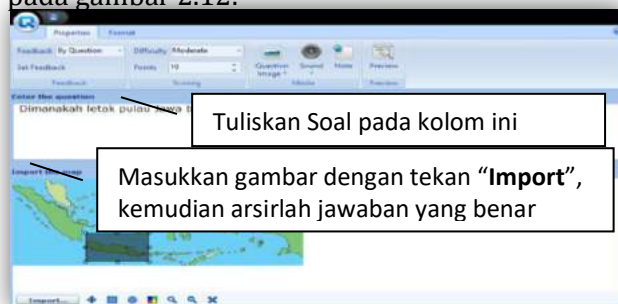 pada gambar 2.12.
Properties Format
Feedback By Question Difficulty Moderate
Set Feedback Points 10 Question Image Sound Preview
Feedback Scoring Media Preview
Enter the question
Dimanakah letak pulau Jawa
Tuliskan Soal pada kolom ini
Import the map
Masukkan gambar dengan tekan “Import”,
kemudian arsirlah jawaban yang benar
Import...